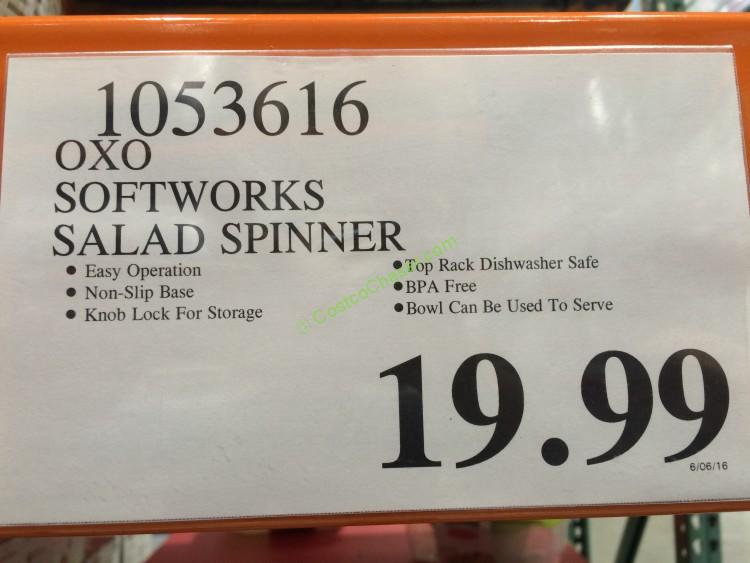 1053616
OXO
SOFTWORKS
SALAD SPINNER
• Easy Operation
• Non-Slip Base
• Knob Lock For Storage
• Top Rack Dishwasher Safe
• BPA Free
• Bowl Can Be Used To Serve
© CostcoChaser.com
19.99
6/06/16